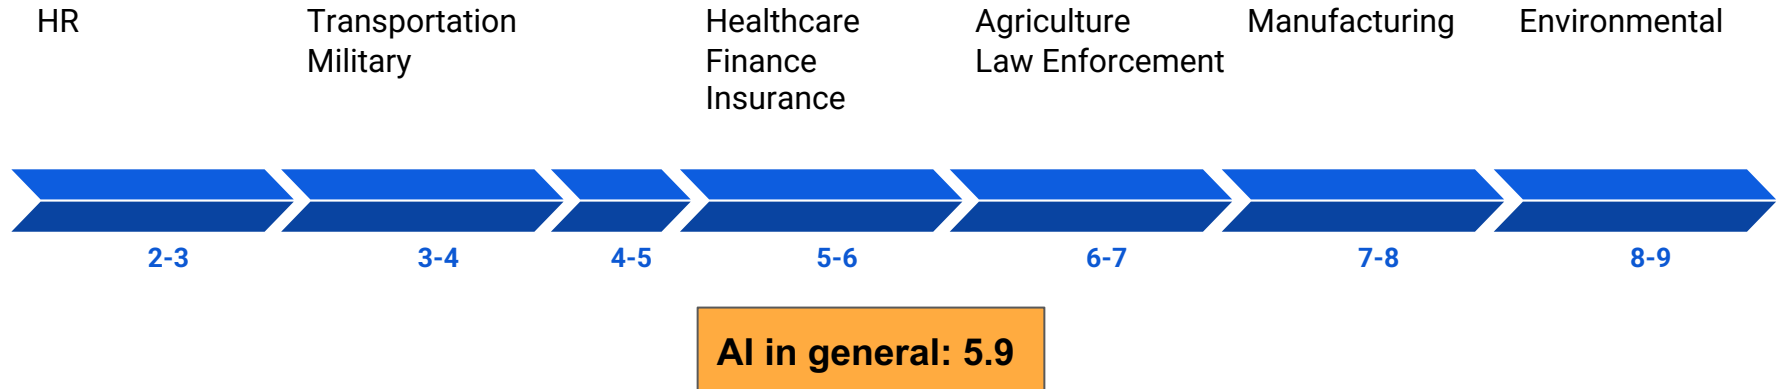 HR
Transportation
Military
Healthcare
Finance
Insurance
Agriculture
Law Enforcement
Manufacturing
Environmental
2-3
3-4
4-5
5-6
6-7
7-8
8-9
AI in general: 5.9